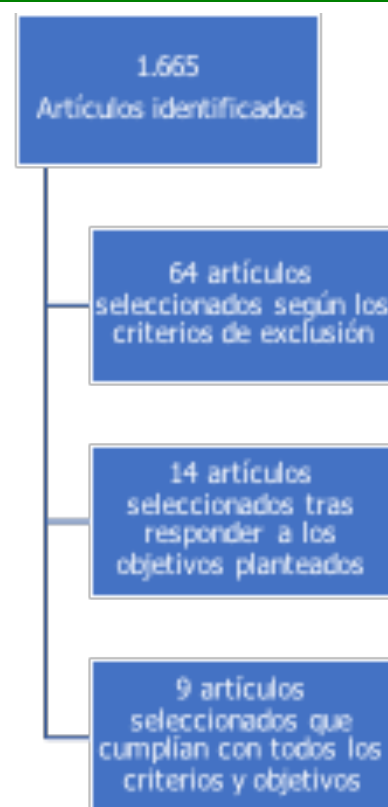 1.665
Artículos identificados
64 artículos
seleccionados según los
criterios de exclusión
14 artículos
seleccionados tras
responder a los
objetivos planteados
9 artículos
seleccionados que
cumplían con todos los
criterios y objetivos